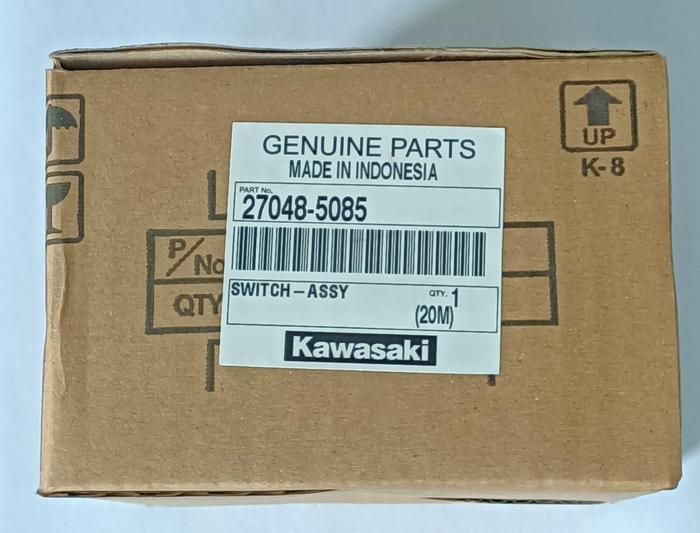 GENUINE PARTS
MADE IN INDONESIA
PART No.
27048-5085
SWITCH-ASSY
QTY. 1
(20M)
Kawasaki
UP
K-8
P/No
QTY